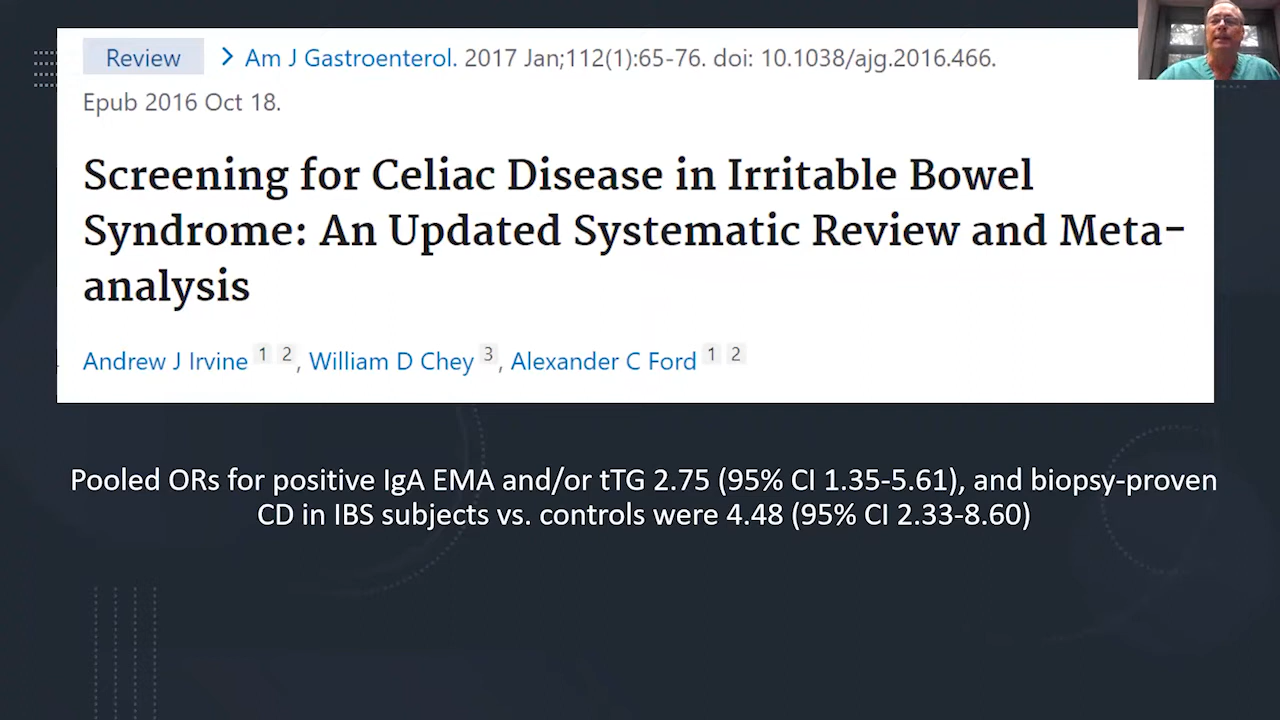 Review > Am J Gastroenterol. 2017 Jan;112(1):65-76. doi: 10.1038/ajg.2016.466.
Epub 2016 Oct 18.
Screening for Celiac Disease in Irritable Bowel
Syndrome: An Updated Systematic Review and Meta-
analysis
Andrew J Irvine 1 2, William D Chey 3, Alexander C Ford 1 2
Pooled ORs for positive IgA EMA and/or tTG 2.75 (95% CI 1.35-5.61), and biopsy-proven
CD in IBS subjects vs. controls were 4.48 (95% CI 2.33-8.60)